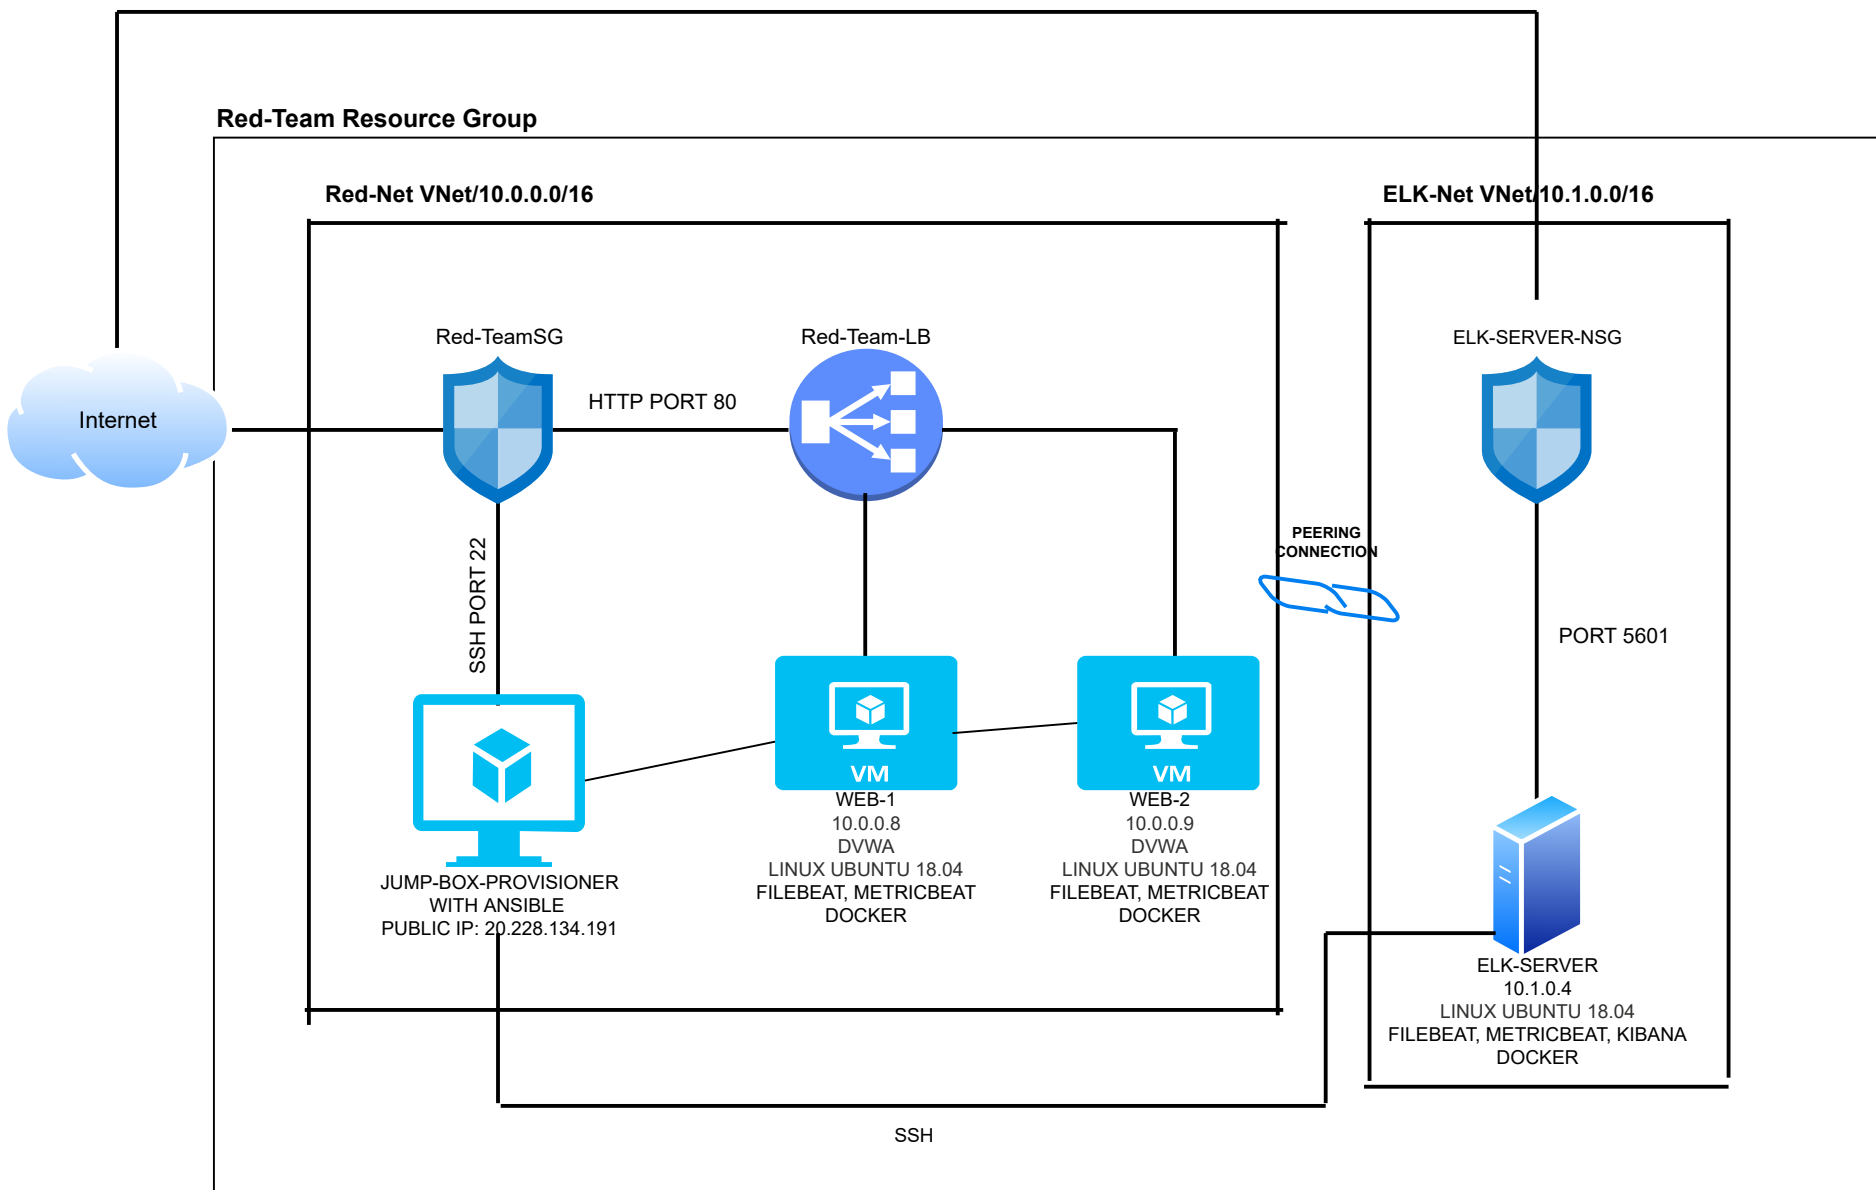 Red-Team Resource Group
Red-Net VNet/10.0.0.0/16
ELK-Net VNet/10.1.0.0/16
Red-TeamSG
Red-Team-LB
ELK-SERVER-NSG
Internet
HTTP PORT 80
SSH PORT 22
PEERING
CONNECTION
PORT 5601
VM
WEB-1
10.0.0.8
DVWA
LINUX UBUNTU 18.04
FILEBEAT, METRICBEAT
DOCKER
VM
WEB-2
10.0.0.9
DVWA
LINUX UBUNTU 18.04
FILEBEAT, METRICBEAT
DOCKER
JUMP-BOX-PROVISIONER
WITH ANSIBLE
PUBLIC IP: 20.228.134.191
ELK-SERVER
10.1.0.4
LINUX UBUNTU 18.04
FILEBEAT, METRICBEAT, KIBANA
DOCKER
SSH